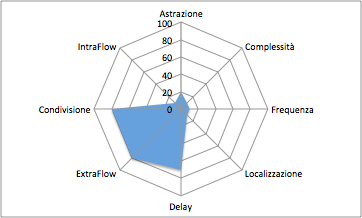 Astrazione
100
80
60
40
20
0
IntraFlow
Complessità
Condivisione
Frequenza
ExtraFlow
Localizzazione
Delay